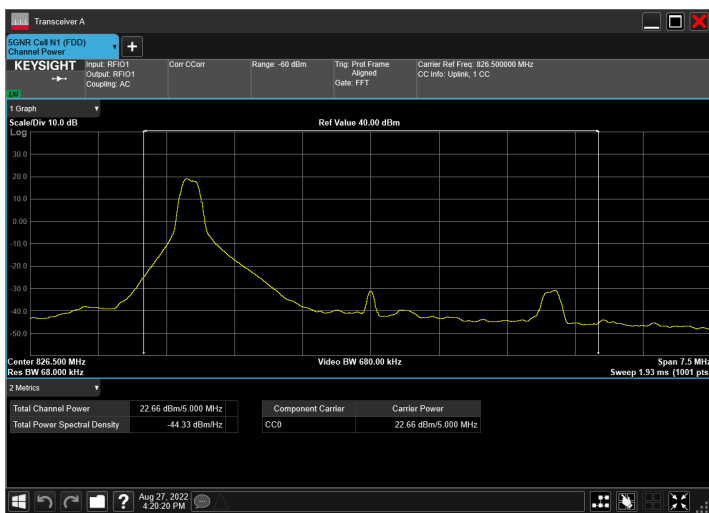 Transceiver A
5GNR Cell N1 (FDD)
Channel Power
KEYSIGHT
LXI
Input: RFIO1
Output: RFIO1
Coupling: AC
Corr CCorr
Range: -60 dBm
Trig: Prot Frame
Aligned
Gate: FFT
Carrier Ref Freq: 826.500000 MHz
CC Info: Uplink, 1 CC
1 Graph
Scale/Div 10.0 dB
Ref Value 40.00 dBm
Log
30.0
20.0
10.0
0.00
-10.0
-20.0
-30.0
-40.0
-50.0
Center 826.500 MHz
Video BW 680.00 kHz
Span 7.5 MHz
Res BW 68.000 kHz
Sweep 1.93 ms (1001 pts
2 Metrics
Total Channel Power 22.66 dBm/5.000 MHz
Total Power Spectral Density -44.33 dBm/Hz
Component Carrier Carrier Power
CC0 22.66 dBm/5.000 MHz
Aug 27, 2022
4:20:20 PM